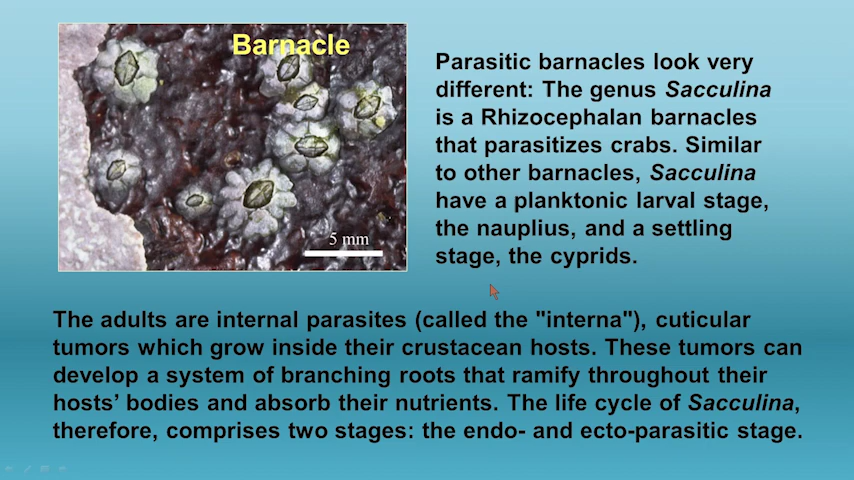 Barnacle
5 mm
Parasitic barnacles look very
different: The genus Sacculina
is a Rhizocephalan barnacles
that parasitizes crabs. Similar
to other barnacles, Sacculina
have a planktonic larval stage,
the nauplius, and a settling
stage, the cyprids.
The adults are internal parasites (called the "interna"), cuticular
tumors which grow inside their crustacean hosts. These tumors can
develop a system of branching roots that ramify throughout their
hosts’ bodies and absorb their nutrients. The life cycle of Sacculina,
therefore, comprises two stages: the endo- and ecto-parasitic stage.